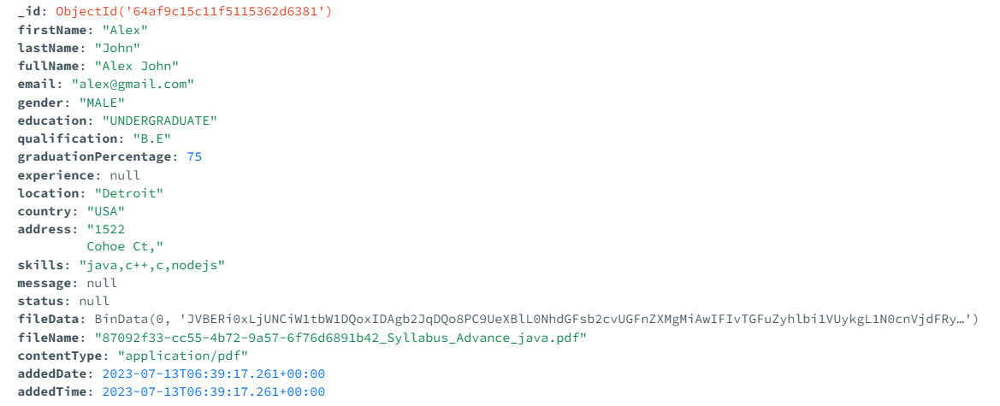 _id: ObjectId('64af9c15c11f5115362d6381')
firstName: "Alex"
lastName: "John"
fullName: "Alex John"
email: "alex@gmail.com"
gender: "MALE"
education: "UNDERGRADUATE"
qualification: "B.E"
graduationPercentage: 75
experience: null
location: "Detroit"
country: "USA"
address: "1522
Cohoe Ct,"
skills: "java,c++,c,nodejs"
message: null
status: null
fileData: BinData(0, 'JVBERi0xLjUNCiW1tbW1DQoxIDAgb2JqDQo8PC9UeXBlL0NhdGFsb2cvUGFnZXMgMiAwIFIvTGFuZyhlbi1VUykgL1N0cnVjdFRy…')
fileName: "87092f33-cc55-4b72-9a57-6f76d6891b42_Syllabus_Advance_java.pdf"
contentType: "application/pdf"
addedDate: 2023-07-13T06:39:17.261+00:00
addedTime: 2023-07-13T06:39:17.261+00:00